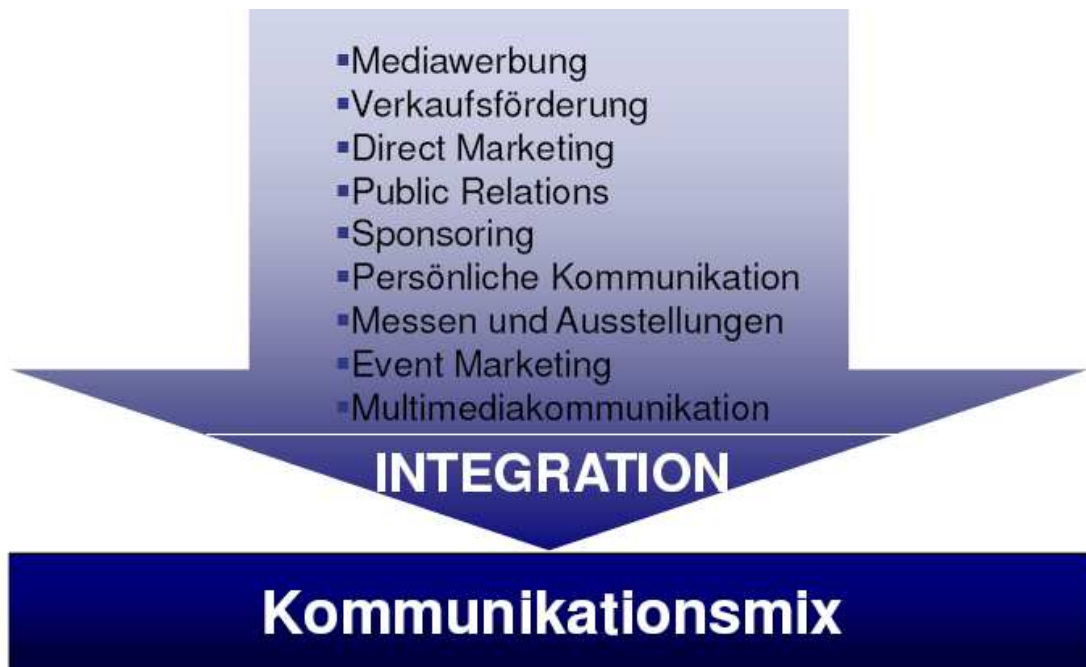 ▪Mediawerbung
▪Verkaufsförderung
▪Direct Marketing
▪Public Relations
▪Sponsoring
▪Persönliche Kommunikation
▪Messen und Ausstellungen
▪Event Marketing
▪Multimediakommunikation
INTEGRATION
Kommunikationsmix